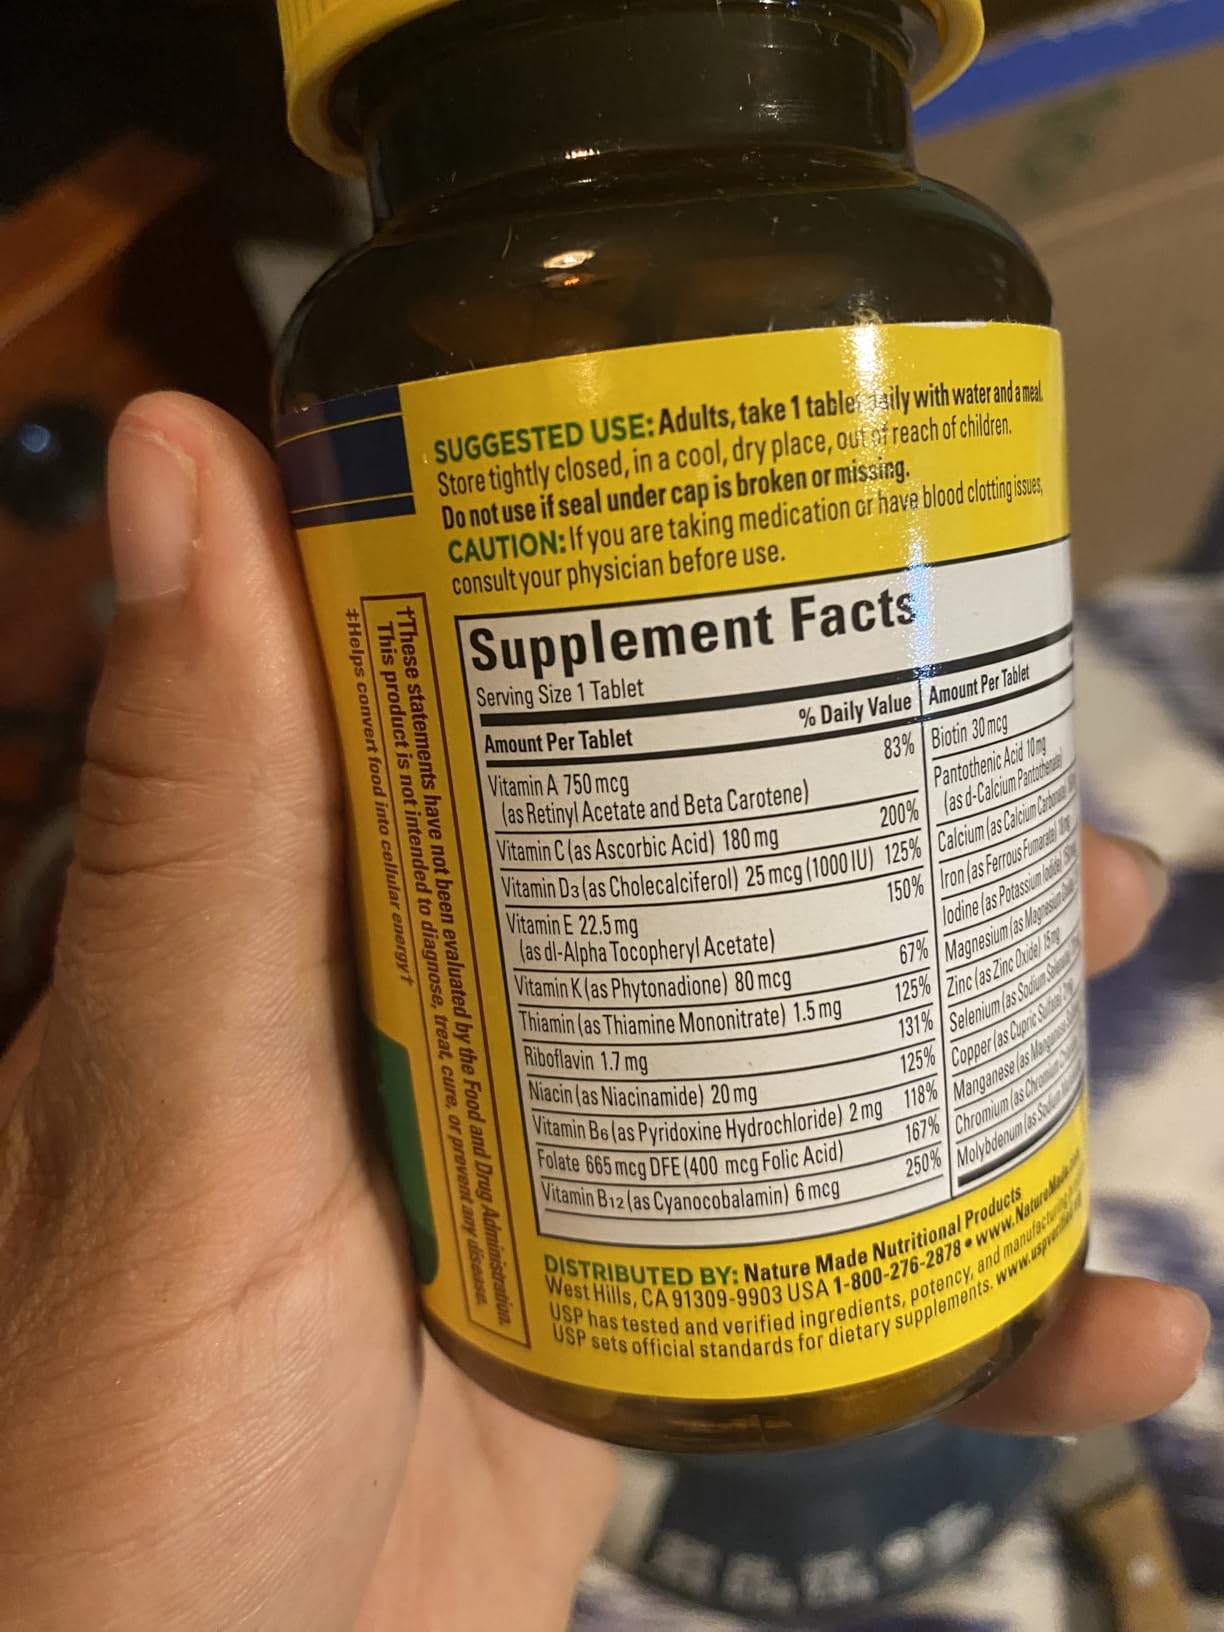 SUGGESTED USE: Adults, take 1 tablet daily with water and a meal.
Store tightly closed, in a cool, dry place, out of reach of children.
Do not use if seal under cap is broken or missing.
CAUTION: If you are taking medication or have blood clotting issues,
consult your physician before use.
†These statements have not been evaluated by the Food and Drug Administration.
This product is not intended to diagnose, treat, cure, or prevent any disease.
‡Helps convert food into cellular energy†
Supplement Facts
Serving Size 1 Tablet
Amount Per Tablet % Daily Value
Vitamin A 750 mcg 83%
(as Retinyl Acetate and Beta Carotene)
Vitamin C (as Ascorbic Acid) 180 mg 200%
Vitamin D3 (as Cholecalciferol) 25 mcg (1000 IU) 125%
Vitamin E 22.5 mg 150%
(as dl-Alpha Tocopheryl Acetate)
Vitamin K (as Phytonadione) 80 mcg 67%
Thiamin (as Thiamine Mononitrate) 1.5 mg 125%
Riboflavin 1.7 mg 131%
Niacin (as Niacinamide) 20 mg 125%
Vitamin B6 (as Pyridoxine Hydrochloride) 2 mg 118%
Folate 665 mcg DFE (400 mcg Folic Acid) 167%
Vitamin B12 (as Cyanocobalamin) 6 mcg 250%
Amount Per Tablet
Biotin 30 mcg
Pantothenic Acid 10 mg
(as d-Calcium Pantothenate)
Calcium (as Calcium Carbonate)
Iron (as Ferrous Fumarate)
Iodine (as Potassium Iodide)
Magnesium (as Magnesium
Zinc (as Zinc Oxide) 15 mg
Selenium (as Sodium
Copper (as Cupric Sulfate)
Manganese (as Manganese
Chromium (as Chromium
Molybdenum (as Sodium
DISTRIBUTED BY: Nature Made Nutritional Products
West Hills, CA 91309-9903 USA 1-800-276-2878 • www.NatureMade.com
USP has tested and verified ingredients, potency, and manufacturing
USP sets official standards for dietary supplements.